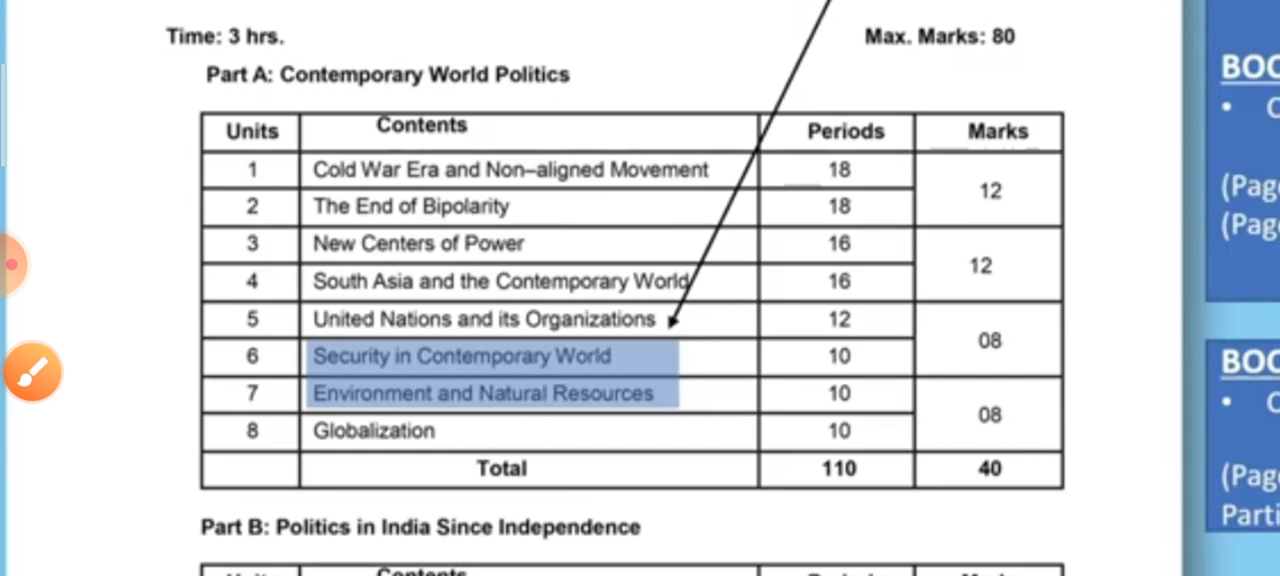 Time: 3 hrs. Max. Marks: 80
Part A: Contemporary World Politics
Units Contents Periods Marks
1 Cold War Era and Non–aligned Movement 18 12
2 The End of Bipolarity 18
3 New Centers of Power 16 12
4 South Asia and the Contemporary World 16
5 United Nations and its Organizations 12 08
6 Security in Contemporary World 10
7 Environment and Natural Resources 10 08
8 Globalization 10
Total 110 40
Part B: Politics in India Since Independence
Contents
BOO
• C
(Page
(Page
BOO
• C
(Page
Parti